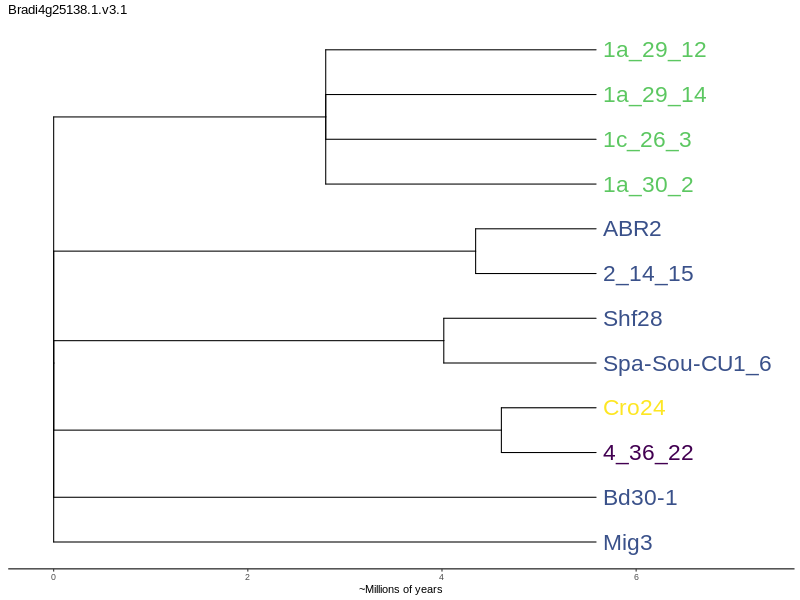 Bradi4g25138.1.v3.1
1a_29_12
1a_29_14
1c_26_3
1a_30_2
ABR2
2_14_15
Shf28
Spa-Sou-CU1_6
Cro24
4_36_22
Bd30-1
Mig3
0 2 4 6
~Millions of years